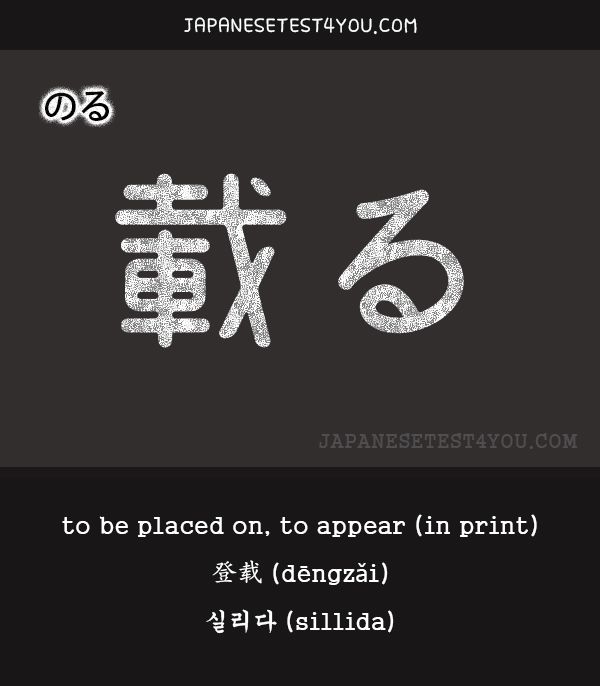 JAPANESETEST4YOU.COM
のる
載る
JAPANESETEST4YOU.COM
to be placed on, to appear (in print)
登载 (dēngzǎi)
실리다 (sillida)